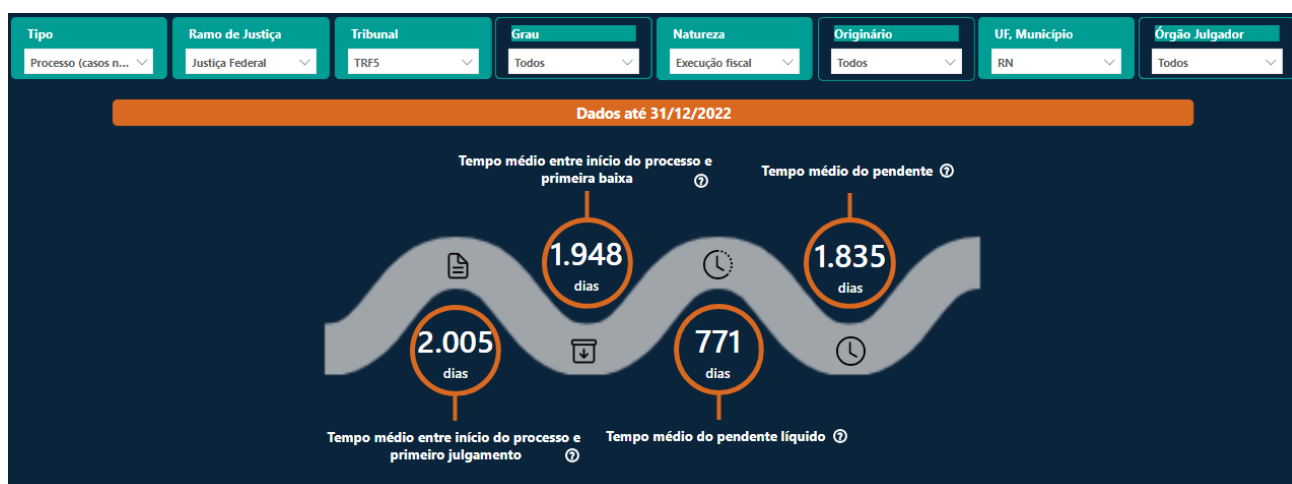 Tipo
Processo (casos n...
Ramo de Justiça
Justiça Federal
Tribunal
TRF5
Grau
Todos
Natureza
Execução fiscal
Originário
Todos
UF, Município
RN
Órgão Julgador
Todos
Dados até 31/12/2022
Tempo médio entre início do processo e
primeira baixa
Tempo médio do pendente
1.948
dias
1.835
dias
2.005
dias
771
dias
Tempo médio entre início do processo e
primeiro julgamento
Tempo médio do pendente líquido